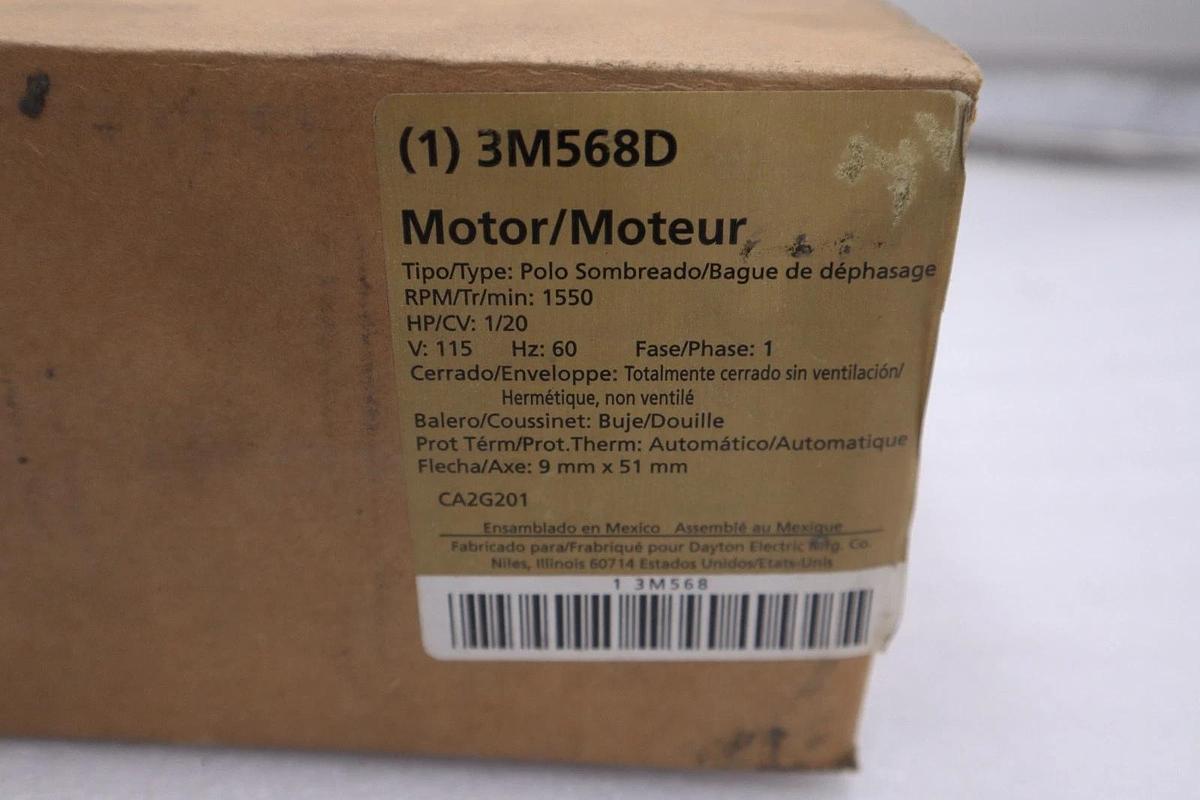 (1) 3M568D
Motor/Moteur
Tipo/Type: Polo Sombreado/Bague de déphasage
RPM/Tr/min: 1550
HP/CV: 1/20
V: 115 Hz: 60 Fase/Phase: 1
Cerrado/Enveloppe: Totalmente cerrado sin ventilación/
Hermétique, non ventilé
Balero/Coussinet: Buje/Douille
Prot Térm/Prot.Therm: Automático/Automatique
Flecha/Axe: 9 mm x 51 mm
CA2G201
Ensamblado en Mexico Assemblé au Mexique
Fabricado para/Frabriqué pour Dayton Electric Mfg. Co.
Niles, Illinois 60714 Estados Unidos/Etats-Unis
1 3M568